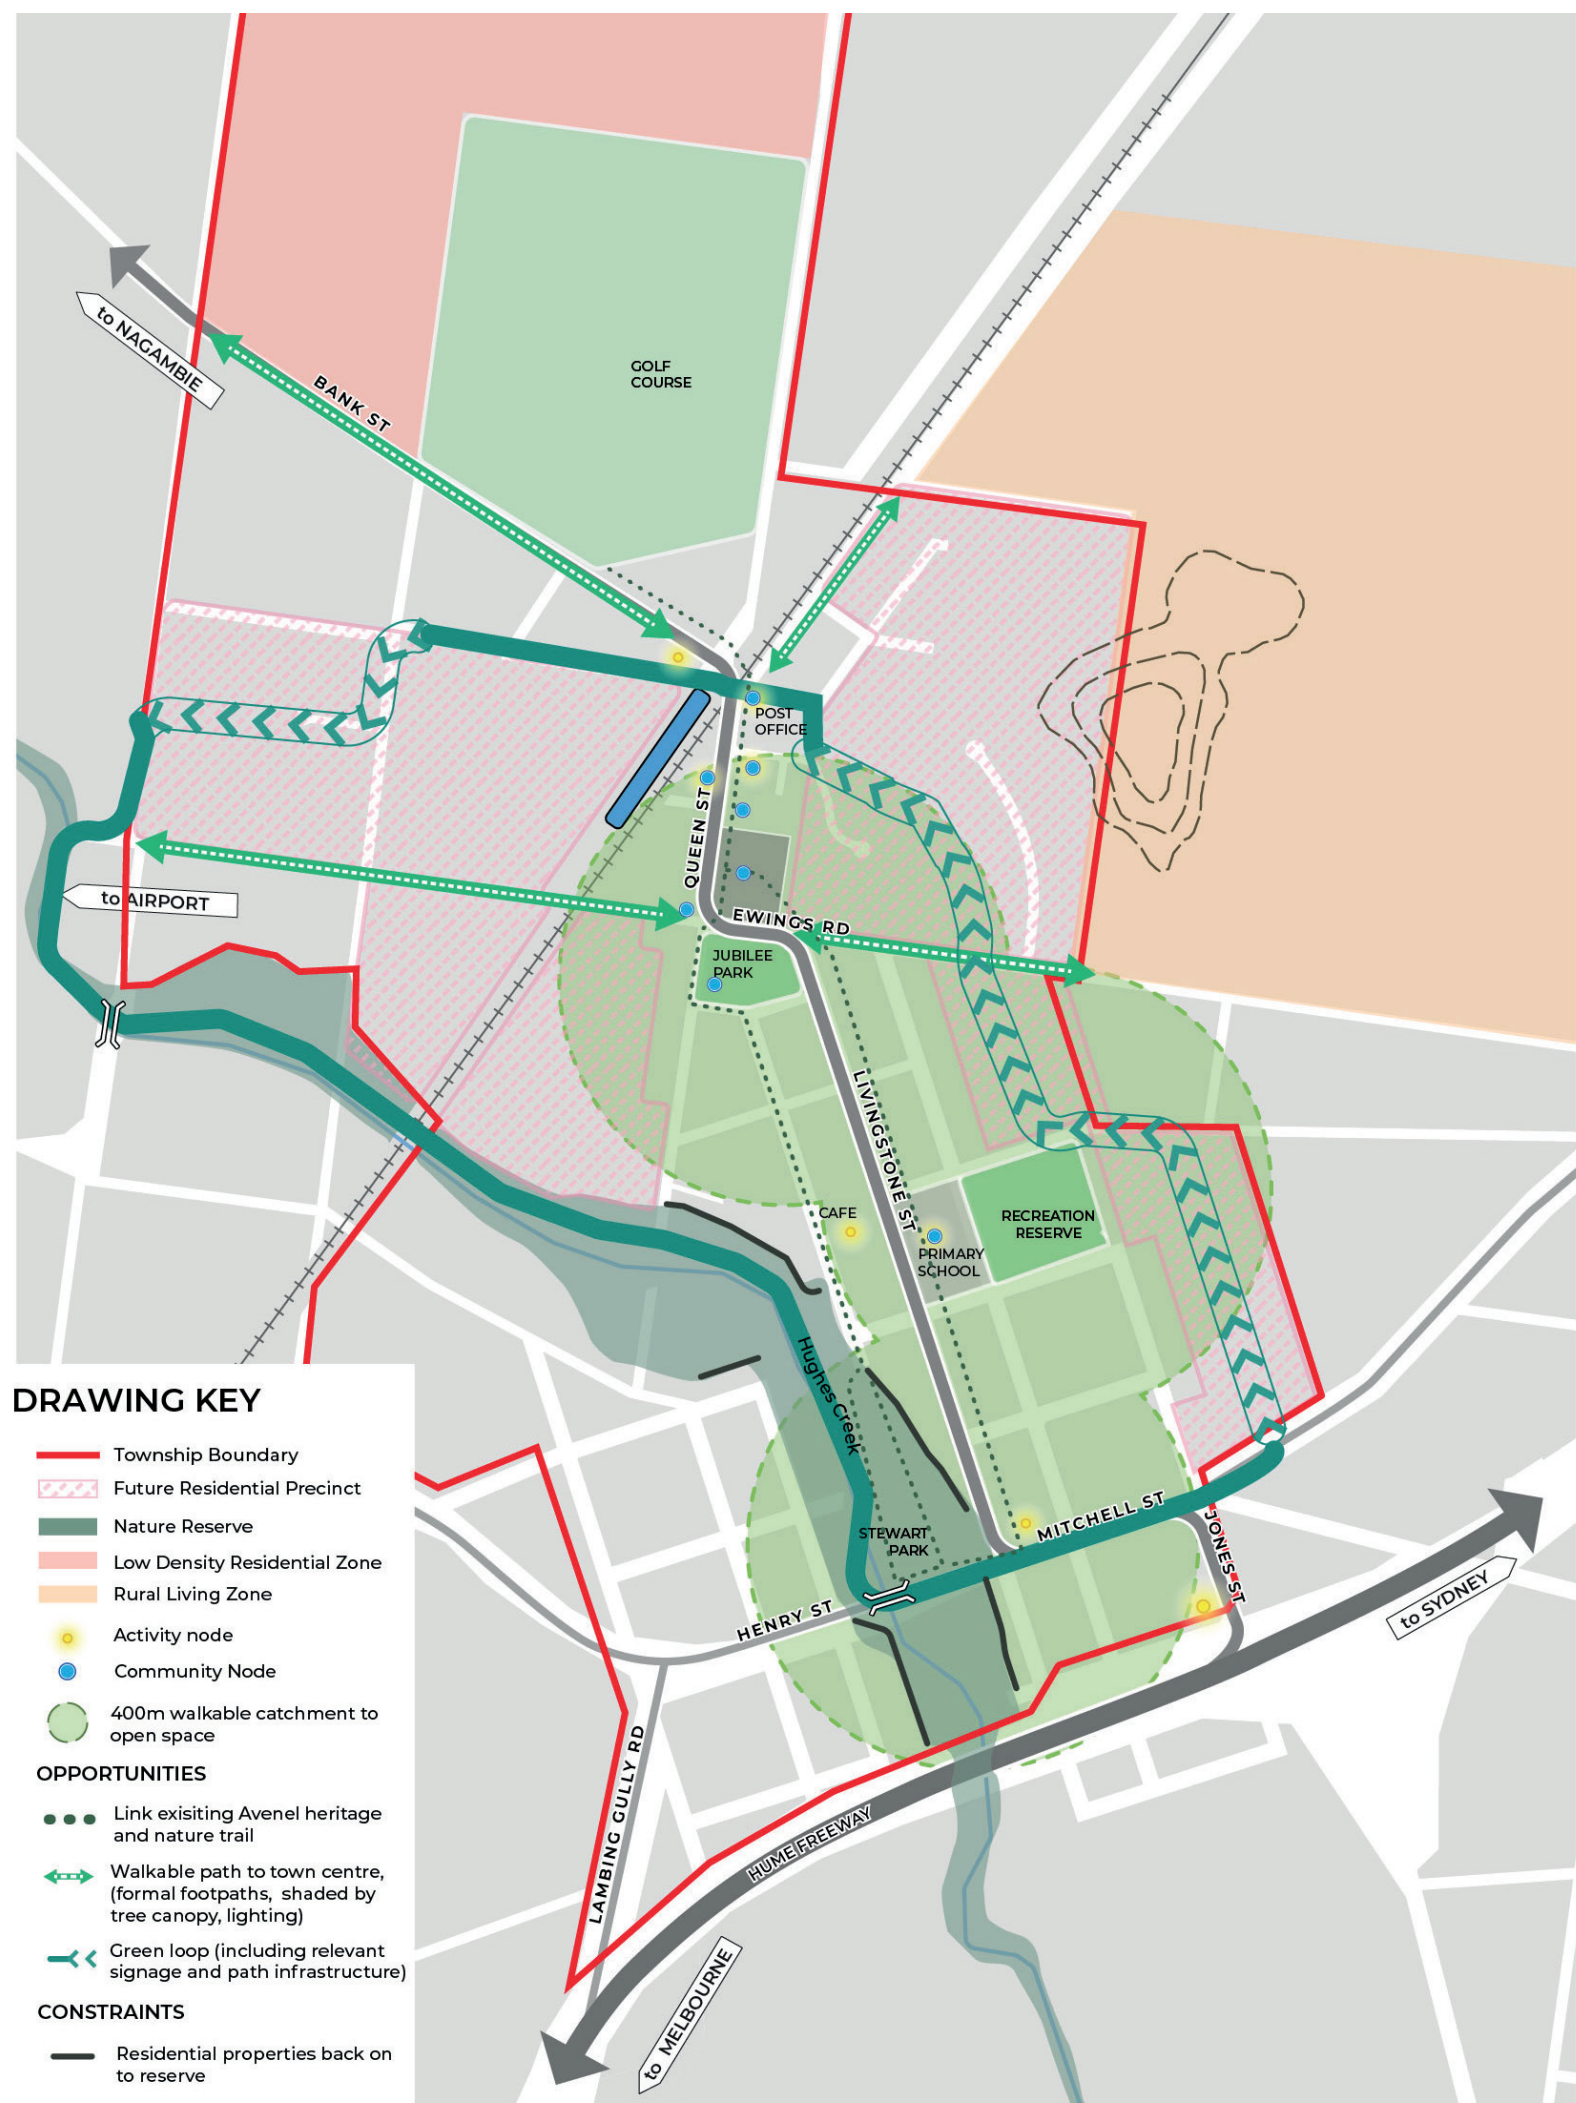 GOLF
COURSE
to NAGAMBIE
BANK ST
POST
OFFICE
QUEEN ST
to AIRPORT
EWINGS RD
JUBILEE
PARK
LIVINGSTONE ST
CAFE
RECREATION
RESERVE
PRIMARY
SCHOOL
Hughes Creek
STEWART
PARK
MITCHELL ST
JONES ST
HENRY ST
to SYDNEY
LAMBING GULLY RD
HUME FREEWAY
to MELBOURNE
DRAWING KEY
Township Boundary
Future Residential Precinct
Nature Reserve
Low Density Residential Zone
Rural Living Zone
Activity node
Community Node
400m walkable catchment to
open space
OPPORTUNITIES
Link exisiting Avenel heritage
and nature trail
Walkable path to town centre,
(formal footpaths, shaded by
tree canopy, lighting)
Green loop (including relevant
signage and path infrastructure)
CONSTRAINTS
Residential properties back on
to reserve